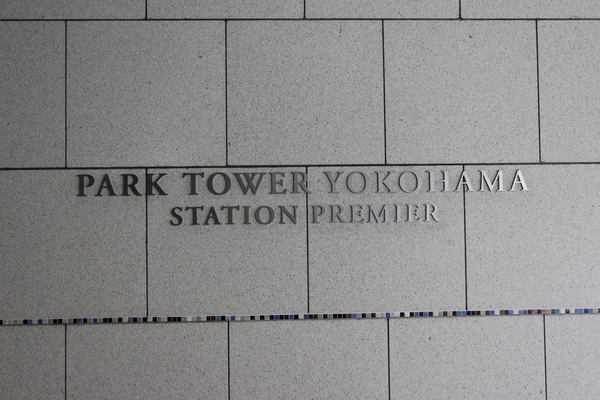 PARK TOWER YOKOHAMA
STATION PREMIER